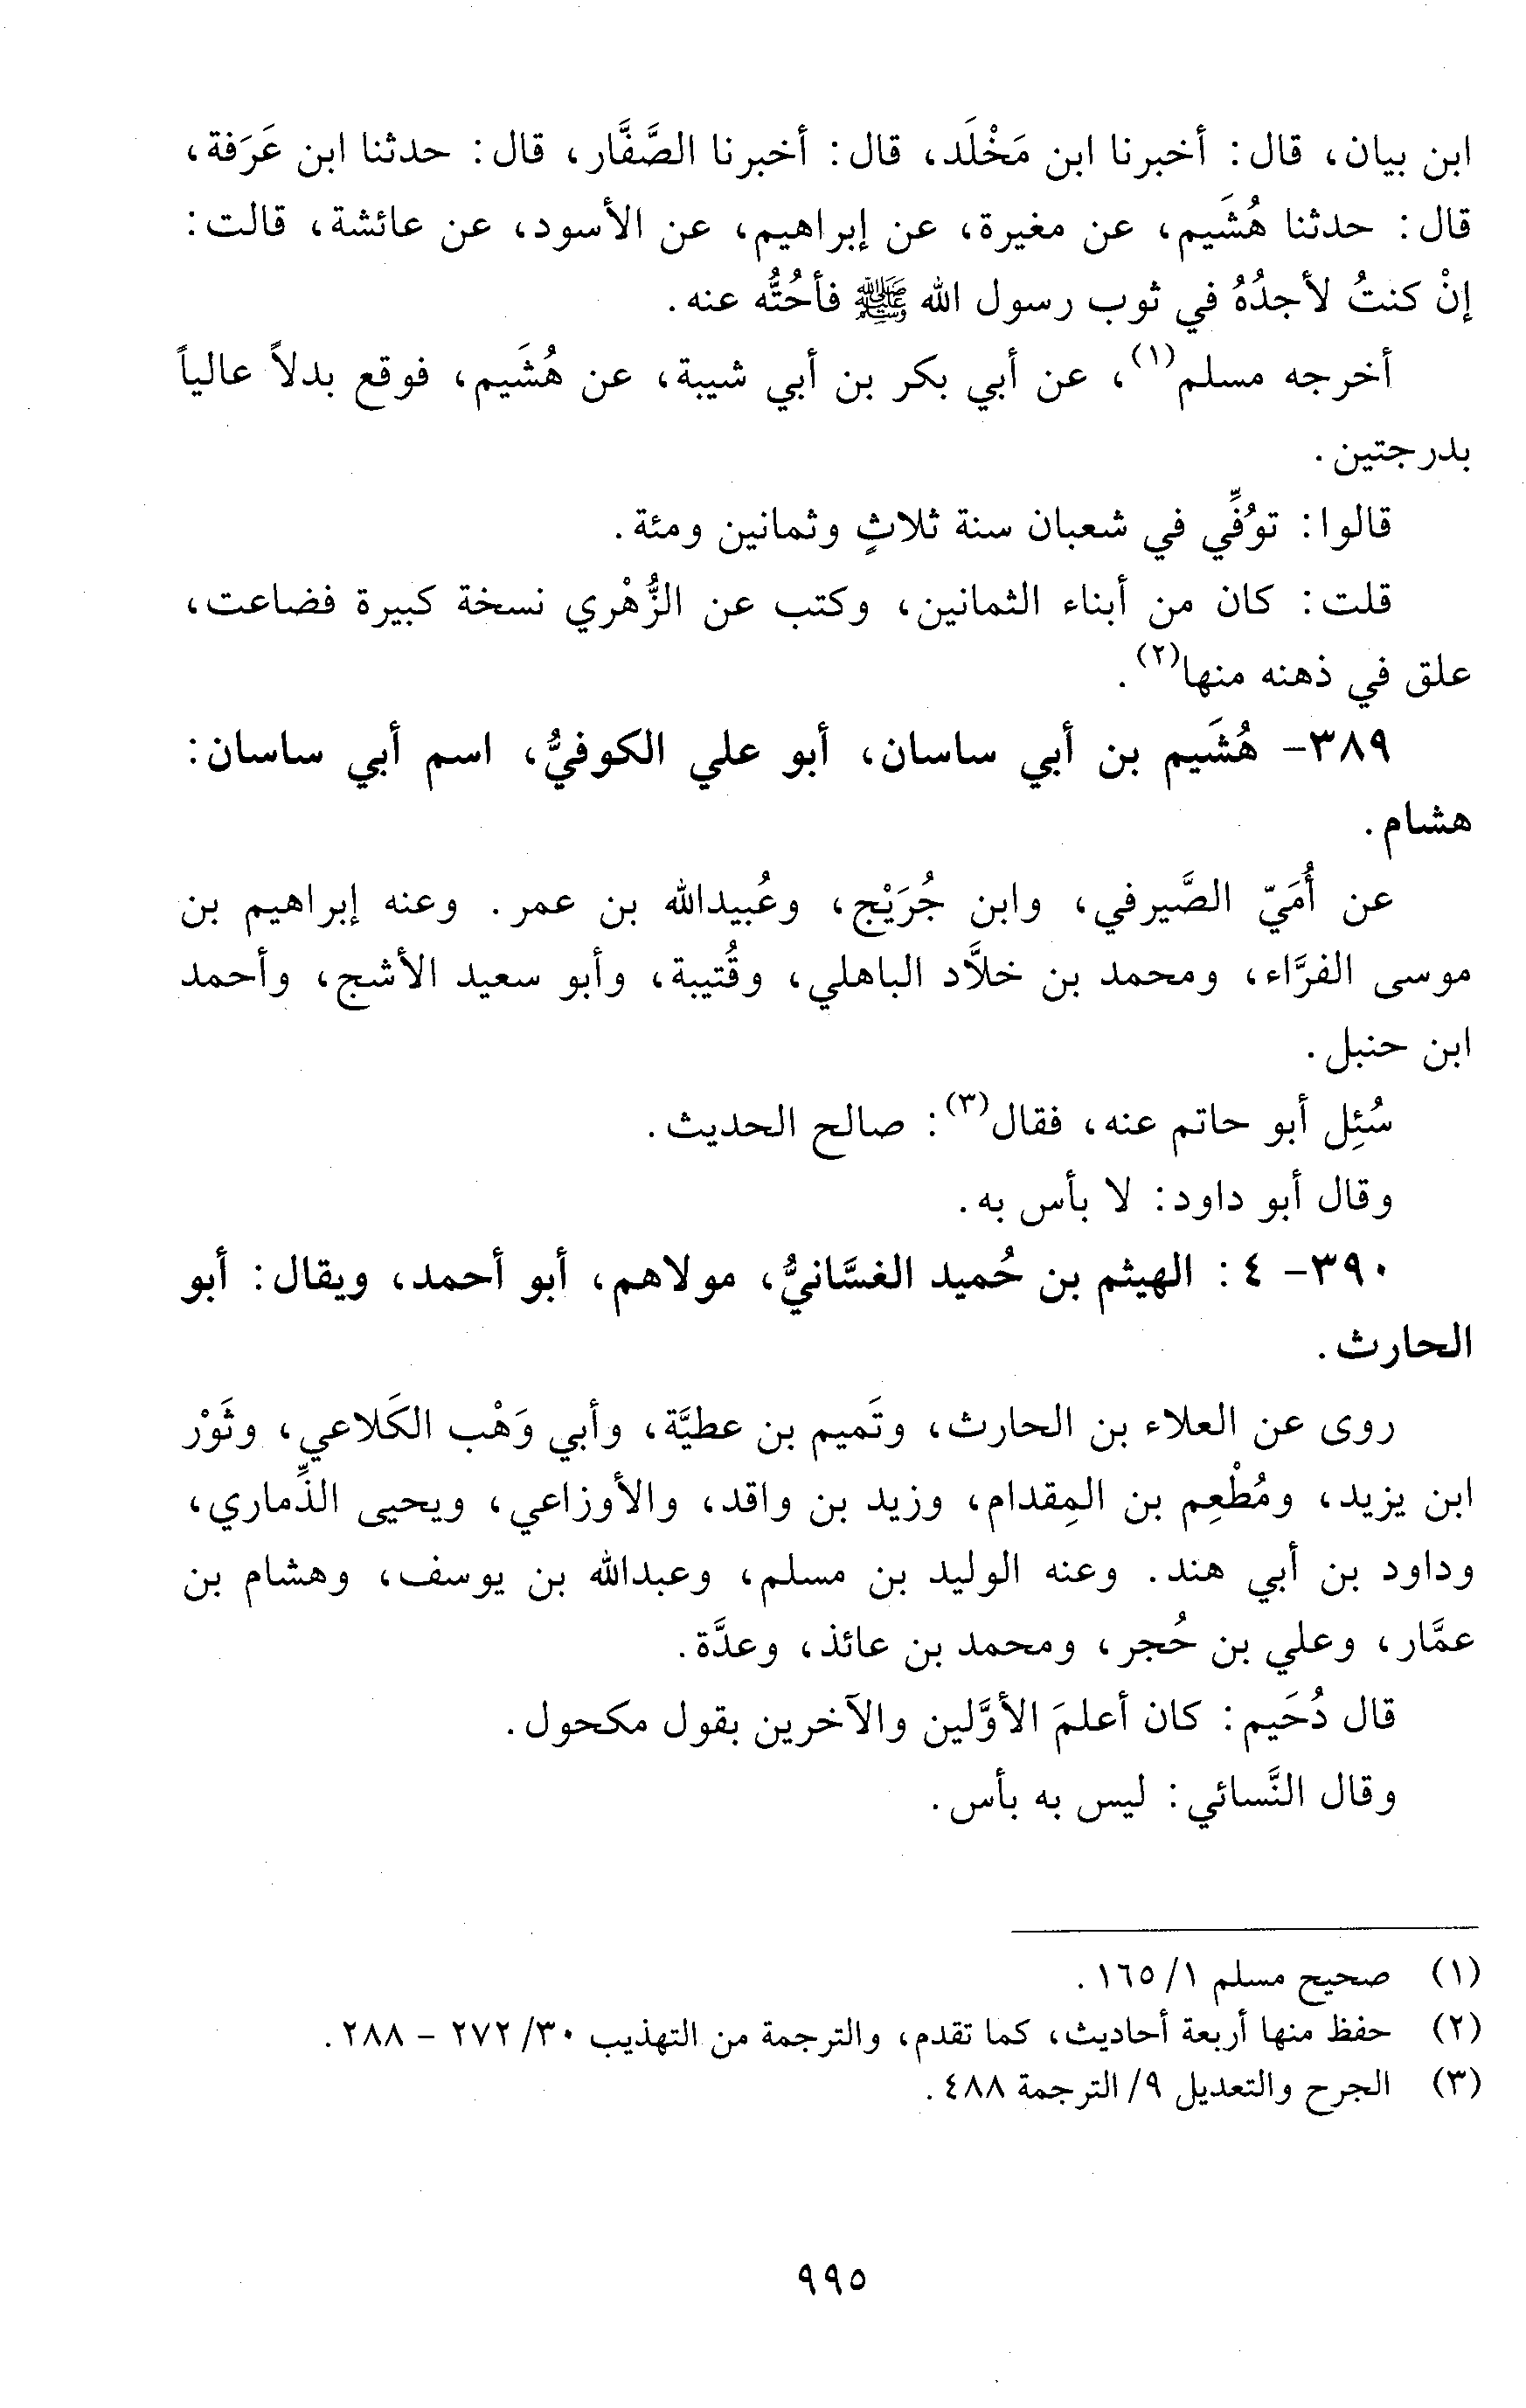 ابن بيان، قال: أخبرنا ابن مَخْلَد، قال: أخبرنا الصَّفَّار، قال: حدثنا ابن عَرَفة،
قال: حدثنا هُشَيم، عن مغيرة، عن إبراهيم، عن الأسود، عن عائشة، قالت:
إنْ كنتُ لأجدُهُ في ثوب رسول الله ﷺ فأحُتُّه عنه.
أخرجه مسلم(١)، عن أبي بكر بن أبي شيبة، عن هُشَيم، فوقع بدلاً عالياً
بدرجتين.
قالوا: توُفِّي في شعبان سنة ثلاثٍ وثمانين ومئة.
قلت: كان من أبناء الثمانين، وكتب عن الزُّهْري نسخة كبيرة فضاعت،
علق في ذهنه منها(٢).
٣٨٩- هُشَيم بن أبي ساسان، أبو علي الكوفيُّ، اسم أبي ساسان:
هشام.
عن أُمَيّ الصَّيرفي، وابن جُرَيْج، وعُبيدالله بن عمر. وعنه إبراهيم بن
موسى الفرَّاء، ومحمد بن خلاَّد الباهلي، وقُتيبة، وأبو سعيد الأشج، وأحمد
ابن حنبل.
سُئِل أبو حاتم عنه، فقال(٣): صالح الحديث.
وقال أبو داود: لا بأس به.
٣٩٠- ٤: الهيثم بن حُميد الغسَّانيُّ، مولاهم، أبو أحمد، ويقال: أبو
الحارث.
روى عن العلاء بن الحارث، وتَميم بن عطيَّة، وأبي وَهْب الكَلاعي، وثَوْر
ابن يزيد، ومُطْعِم بن المِقدام، وزيد بن واقد، والأوزاعي، ويحيى الذِّماري،
وداود بن أبي هند. وعنه الوليد بن مسلم، وعبدالله بن يوسف، وهشام بن
عمَّار، وعلي بن حُجر، ومحمد بن عائذ، وعدَّة.
قال دُحَيم: كان أعلمَ الأوَّلين والآخرين بقول مكحول.
وقال النَّسائي: ليس به بأس.
(١) صحيح مسلم ١/ ١٦٥.
(٢) حفظ منها أربعة أحاديث، كما تقدم، والترجمة من التهذيب ٣٠/ ٢٧٢ - ٢٨٨.
(٣) الجرح والتعديل ٩/ الترجمة ٤٨٨.
٩٩٥